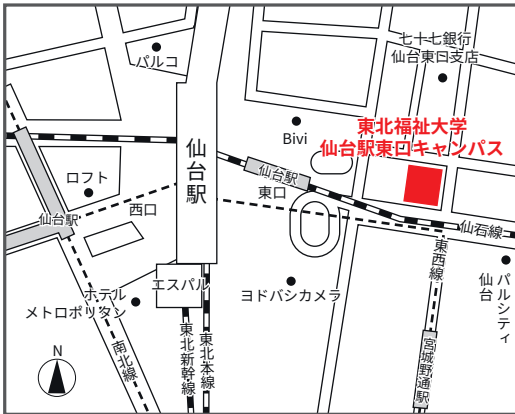 七十七銀行
仙台東口支店
パルコ
Bivi
東北福祉大学
仙台駅東口キャンパス
仙台駅
ロフト
仙台駅
東口
仙台駅
西口
仙石線
東西線
エスパル
ヨドバシカメラ
パルシティ
仙台
ホテル
メトロポリタン
南北線
東北新幹線
東北本線
宮城野通駅
N